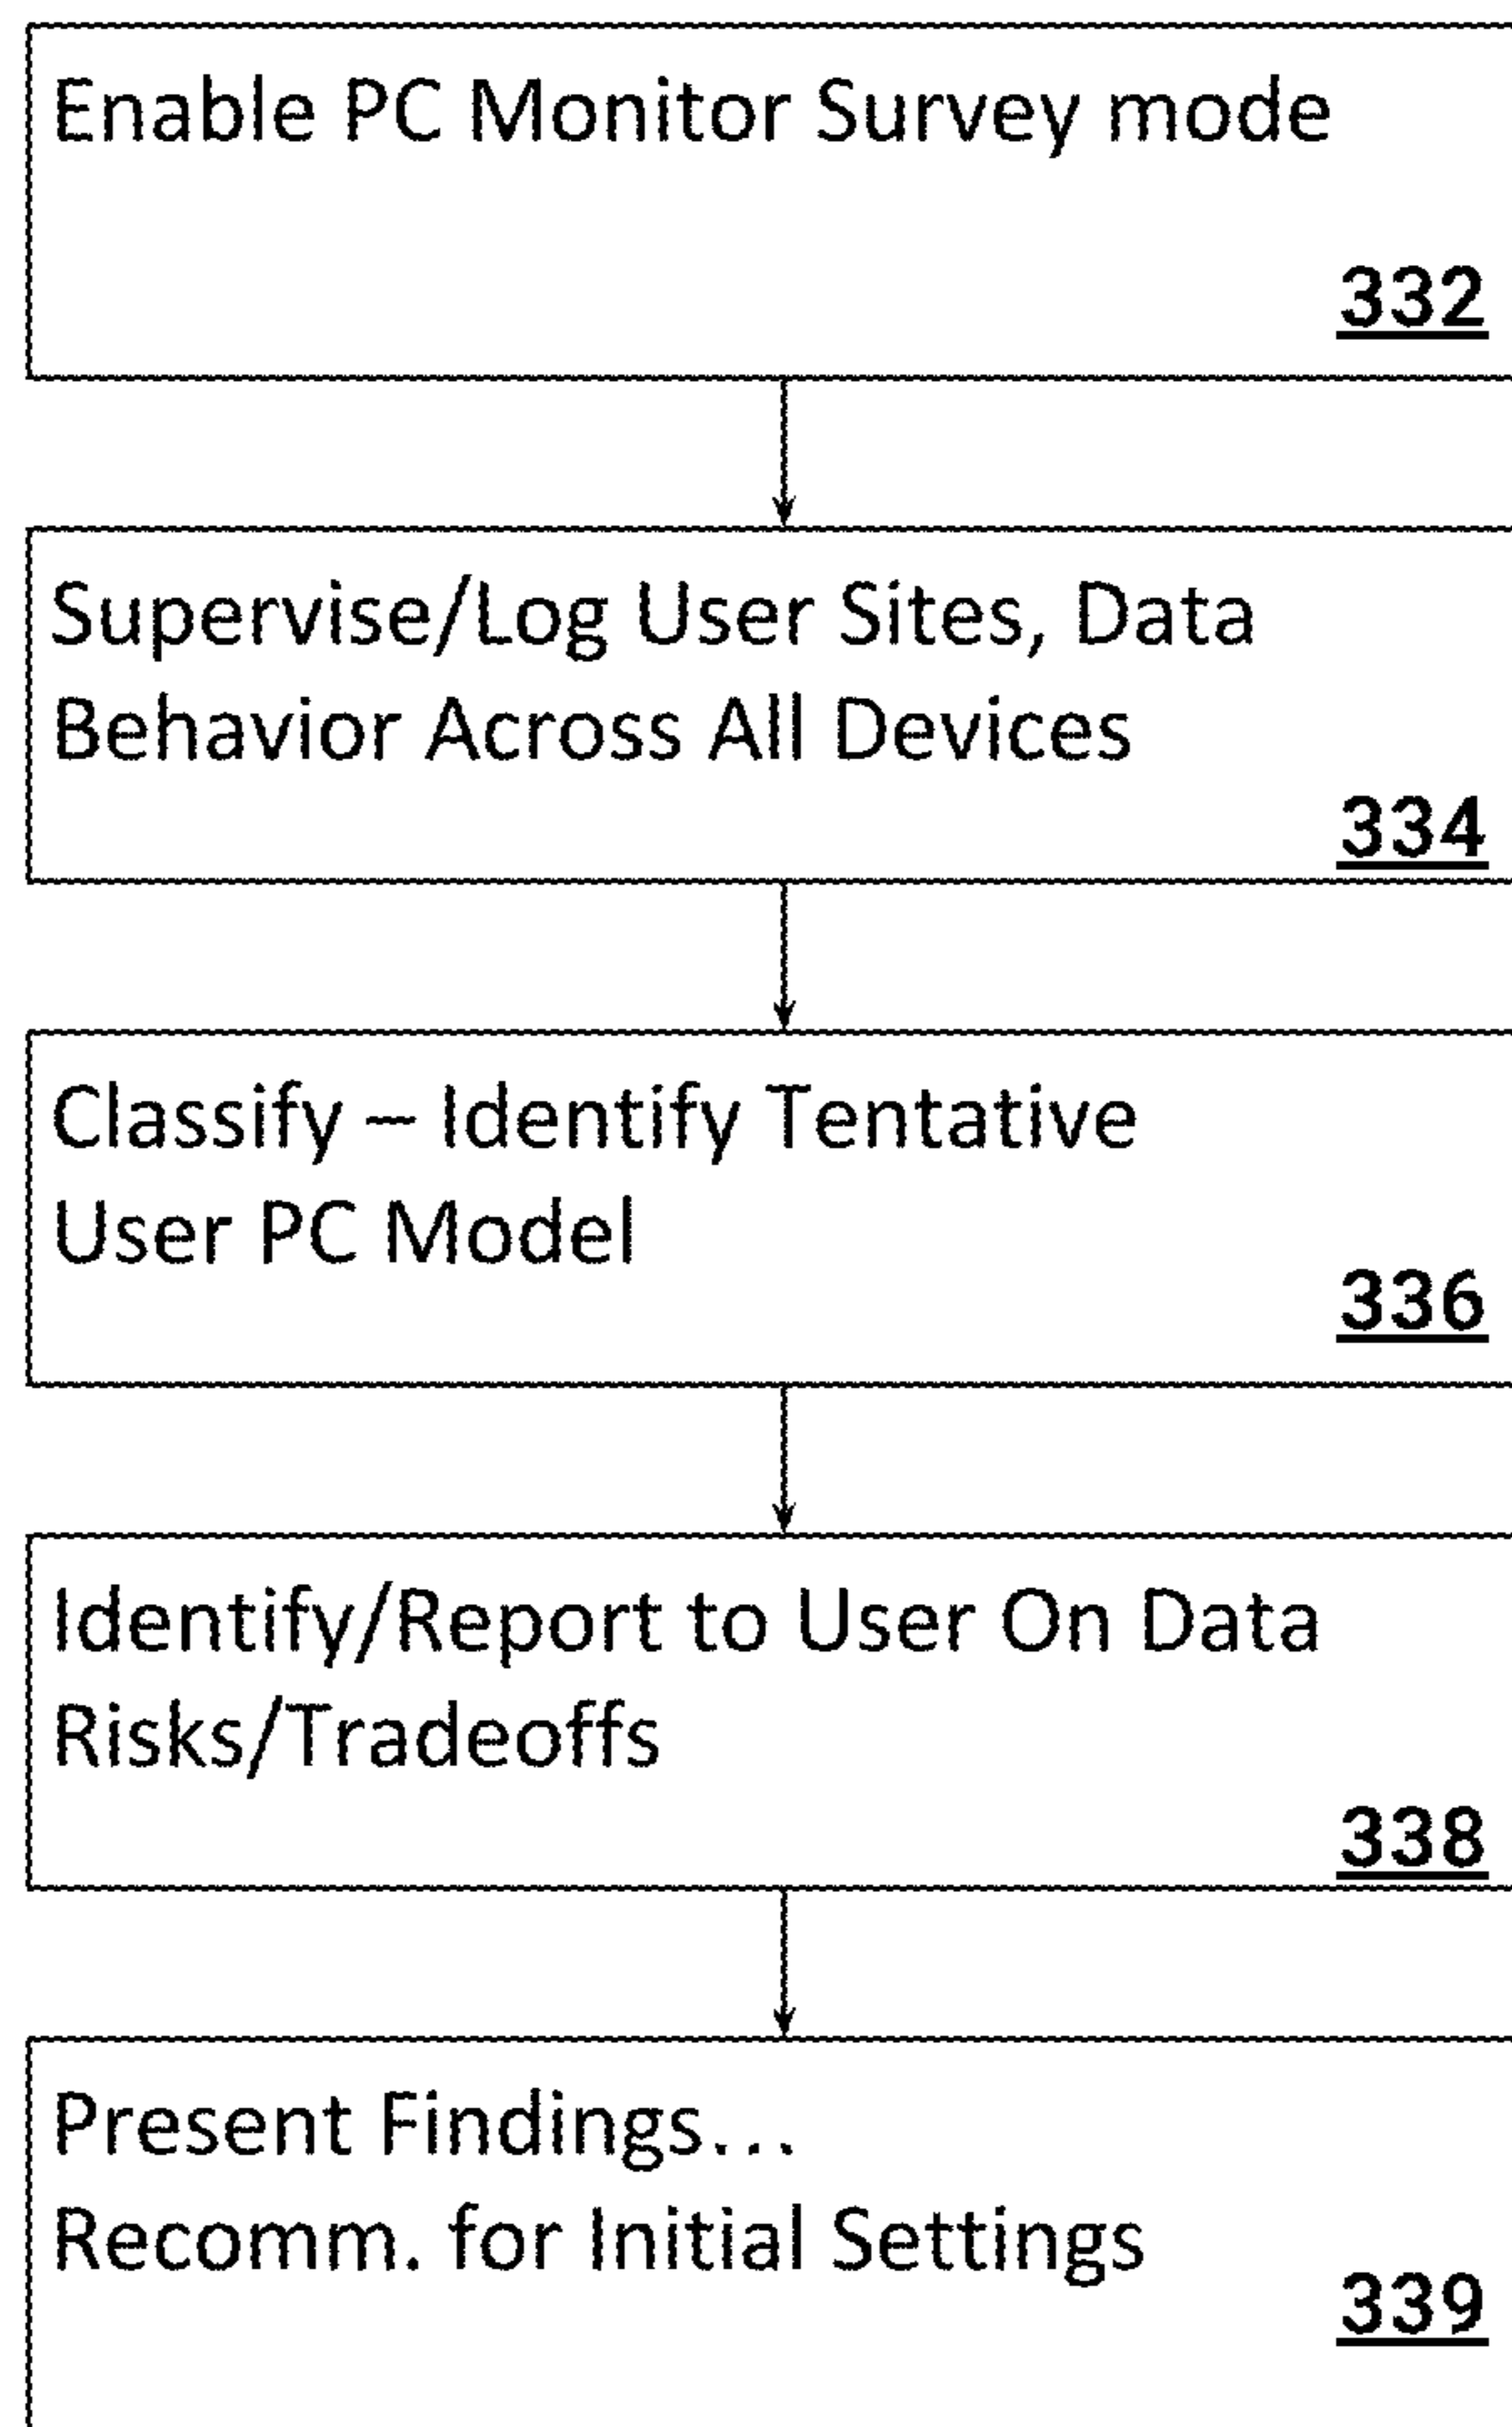 Enable PC Monitor Survey mode
332
Supervise/Log User Sites, Data
Behavior Across All Devices
334
Classify – Identify Tentative
User PC Model
336
Identify/Report to User On Data
Risks/Tradeoffs
338
Present Findings...
Recomm. for Initial Settings
339